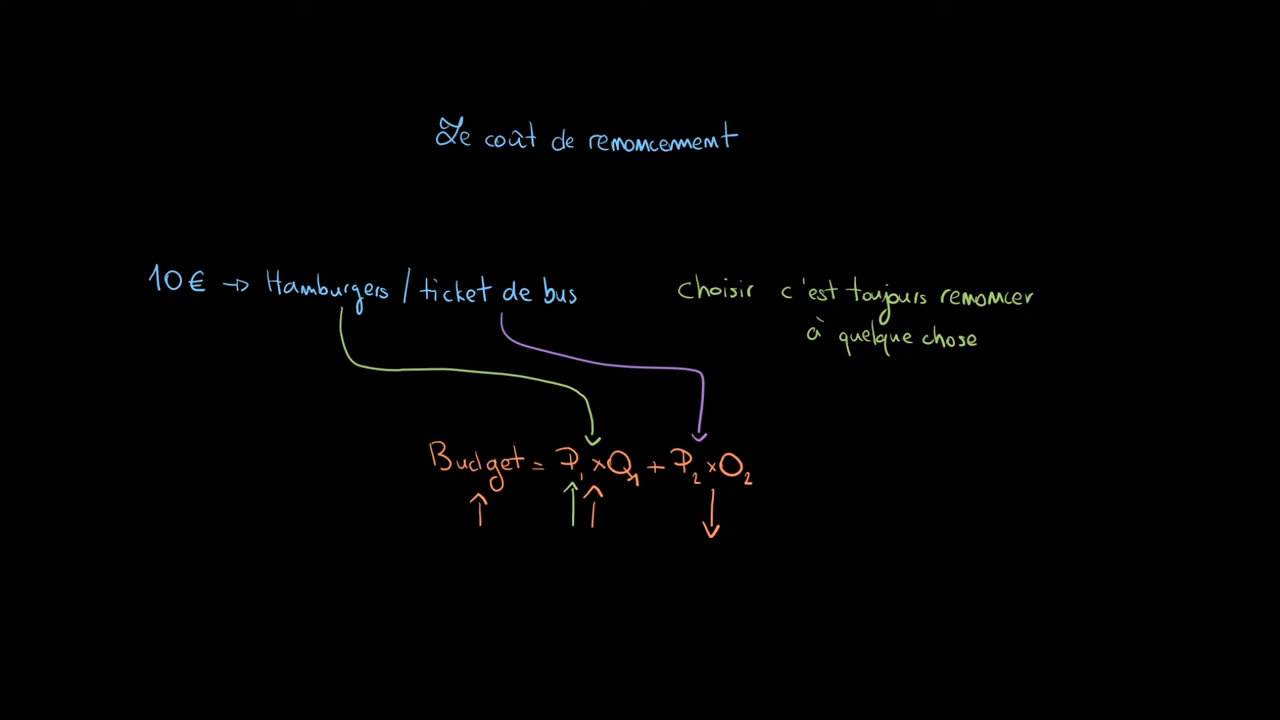 Le coût de renoncement
10€ → Hamburgers / ticket de bus
choisir c'est toujours renoncer
à quelque chose
Budget = P₁ × Q₁ + P₂ × Q₂